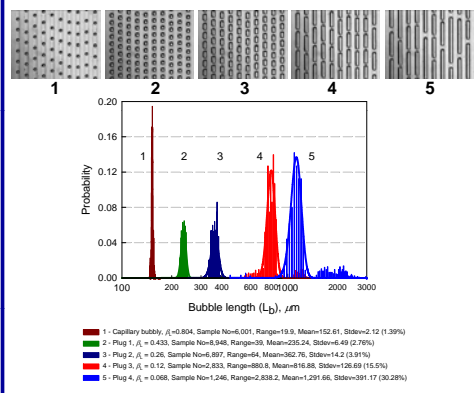 1 2 3 4 5
0.20
0.16
0.12
0.08
0.04
0.00
Probability
1 2 3 4 5
100 200 300 400 600 800 1000 2000 3000
Bubble length (Lb), μm
1 - Capillary bubbly, βL=0.804, Sample No=6,001, Range=19.9, Mean=152.61, Stdev=2.12 (1.39%)
2 - Plug 1, βL = 0.433, Sample No=8,948, Range=39, Mean=235.24, Stdev=6.49 (2.76%)
3 - Plug 2, βL = 0.26, Sample No=6,897, Range=64, Mean=362.76, Stdev=14.2 (3.91%)
4 - Plug 3, βL = 0.12, Sample No=2,833, Range=880.8, Mean=816.88, Stdev=126.69 (15.5%)
5 - Plug 4, βL = 0.068, Sample No=1,246, Range=2,838.2, Mean=1,291.66, Stdev=391.17 (30.28%)